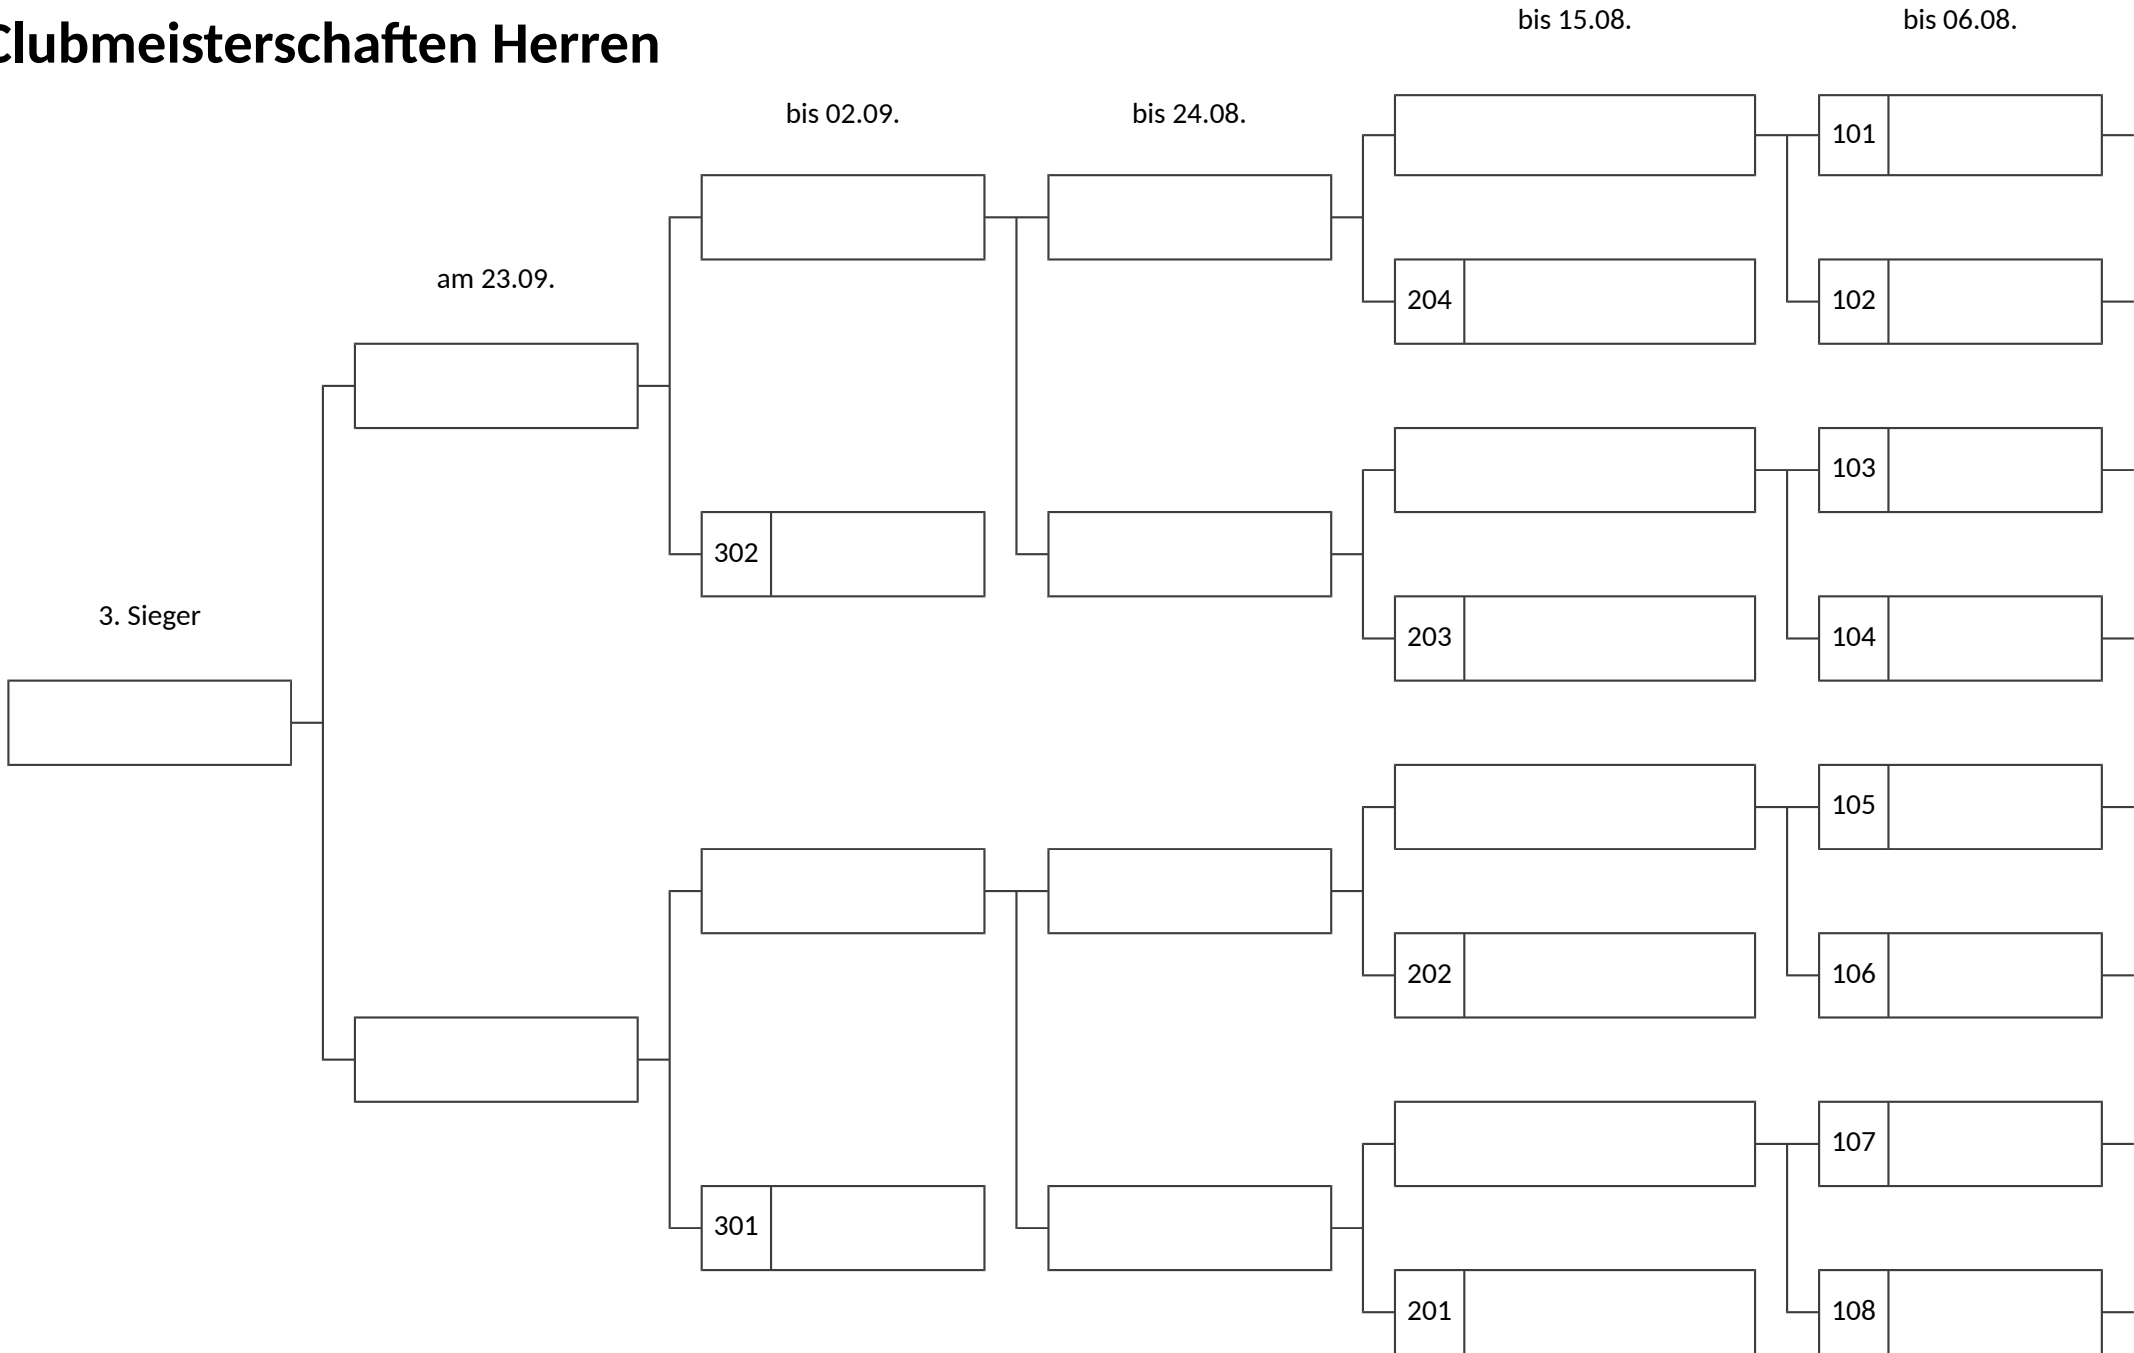 Clubmeisterschaften Herren
bis 15.08.
bis 06.08.
bis 02.09.
bis 24.08.
101
am 23.09.
204
102
103
302
3. Sieger
203
104
105
202
106
107
301
201
108